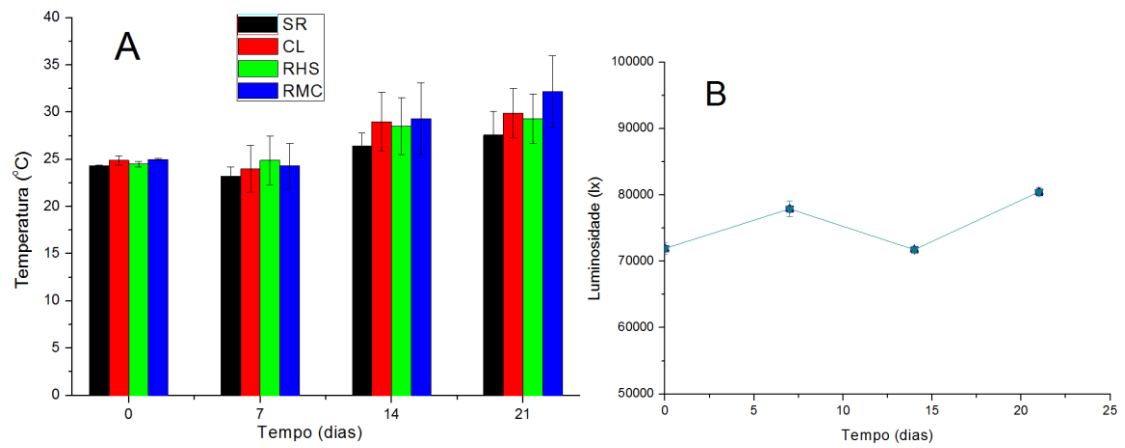 A
SR
CL
RHS
RMC
40
35
30
25
20
15
10
5
0
Temperatura (°C)
0
7
14
21
Tempo (dias)
B
100000
90000
80000
70000
60000
50000
Luminosidade (lx)
0
5
10
15
20
25
Tempo (dias)